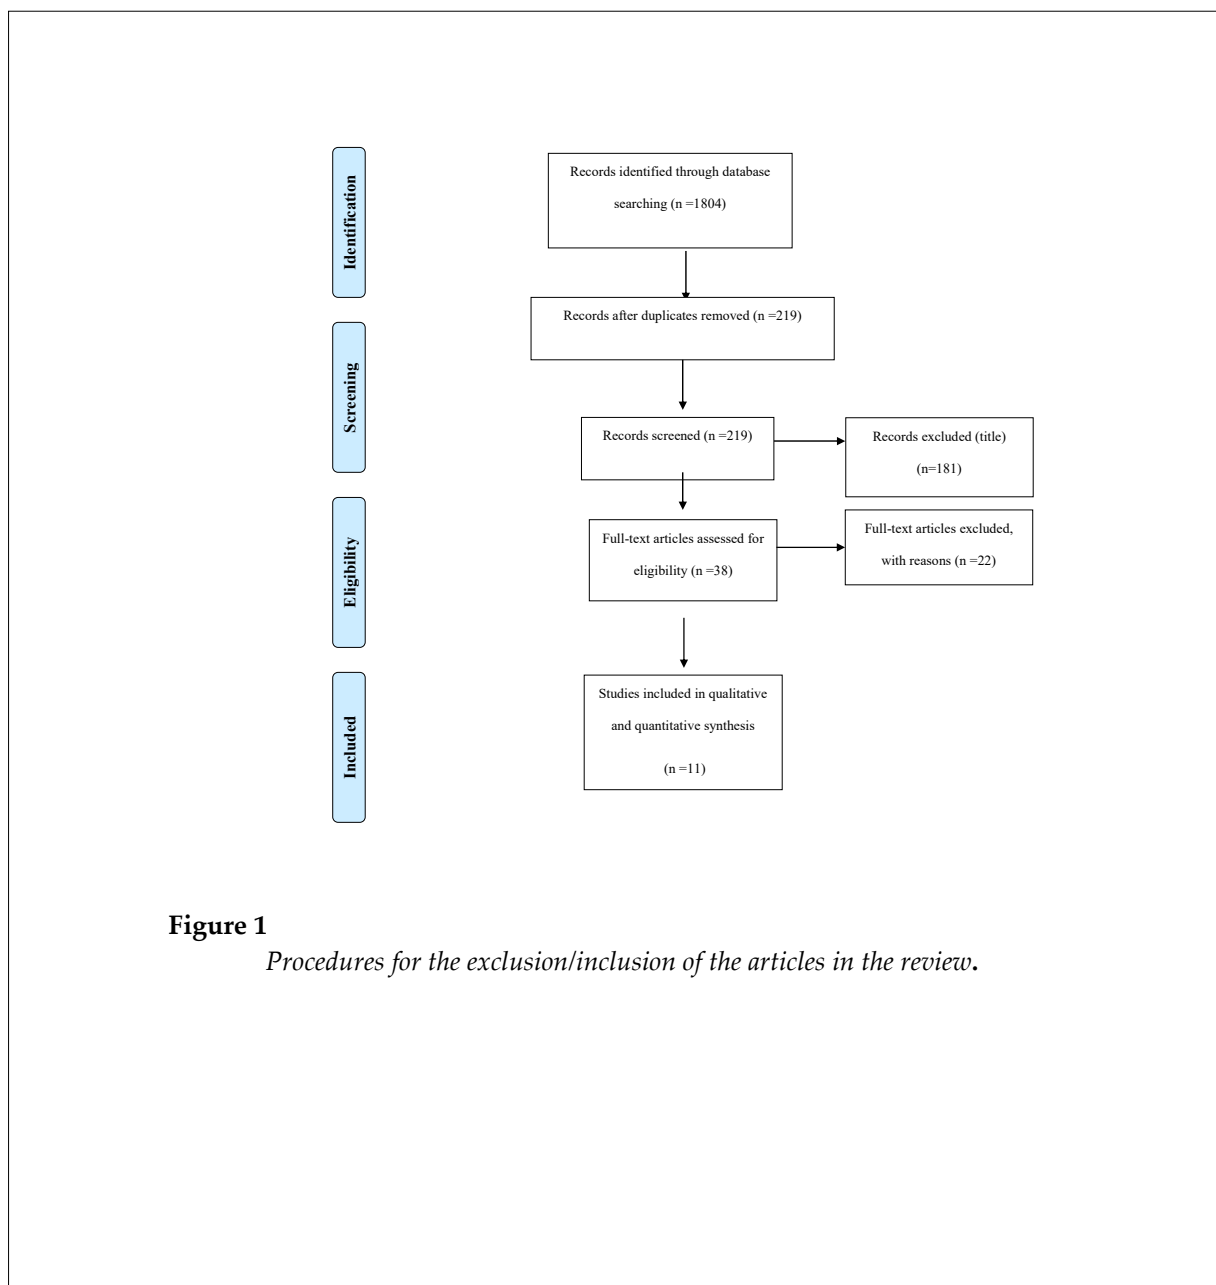 Identification
Records identified through database
searching (n =1804)
Records after duplicates removed (n =219)
Screening
Records screened (n =219)
Records excluded (title)
(n=181)
Eligibility
Full-text articles assessed for
eligibility (n =38)
Full-text articles excluded,
with reasons (n =22)
Included
Studies included in qualitative
and quantitative synthesis
(n =11)
Figure 1
Procedures for the exclusion/inclusion of the articles in the review.